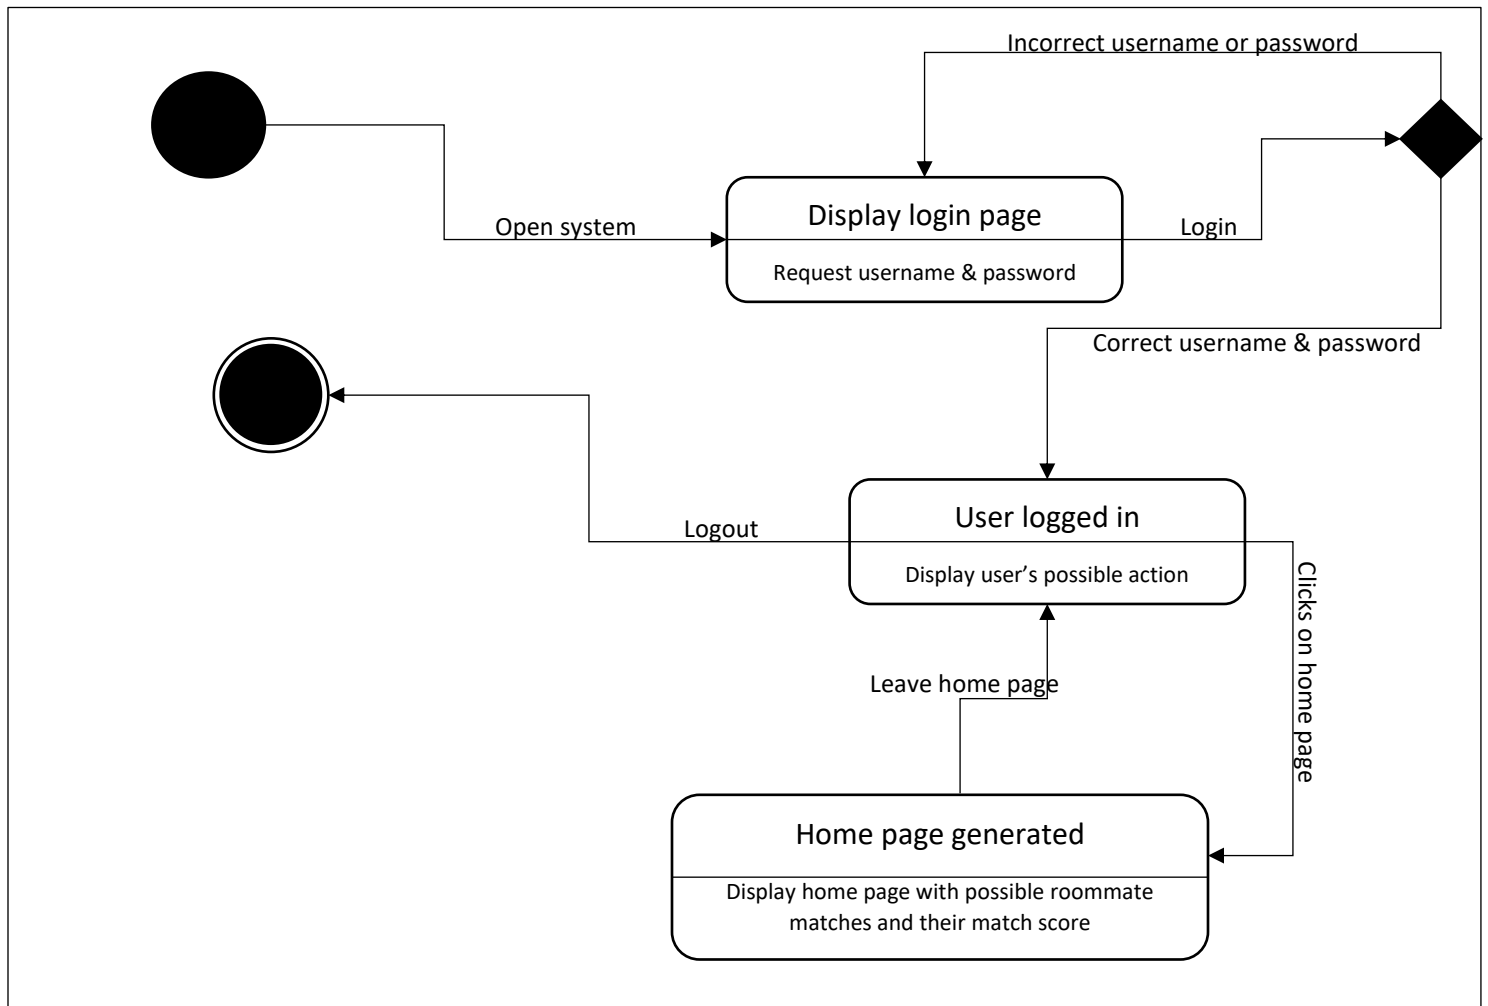 Incorrect username or password
Display login page
Open system
Login
Request username & password
Correct username & password
User logged in
Logout
Display user’s possible action
Clicks on home page
Leave home page
Home page generated
Display home page with possible roommate
matches and their match score